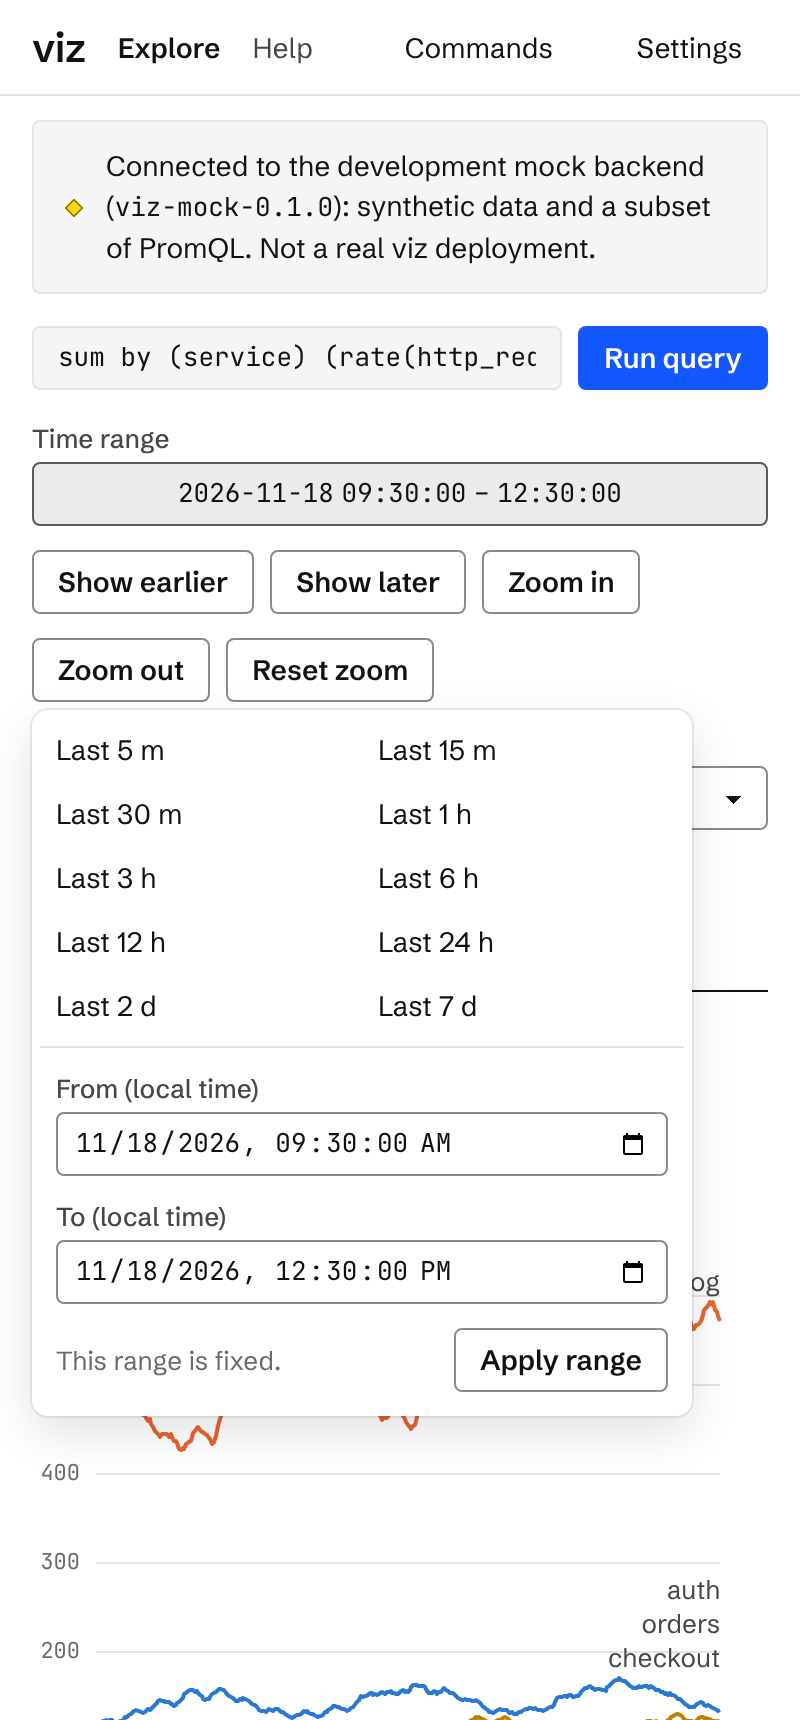 viz Explore Help Commands Settings
Connected to the development mock backend
(viz-mock-0.1.0): synthetic data and a subset
of PromQL. Not a real viz deployment.
sum by (service) (rate(http_rec
Run query
Time range
2026-11-18 09:30:00 – 12:30:00
Show earlier Show later Zoom in
Zoom out Reset zoom
Last 5 m Last 15 m
Last 30 m Last 1 h
Last 3 h Last 6 h
Last 12 h Last 24 h
Last 2 d Last 7 d
From (local time)
11/18/2026, 09:30:00 AM
To (local time)
11/18/2026, 12:30:00 PM
og
This range is fixed. Apply range
400
300
auth
orders
200
checkout